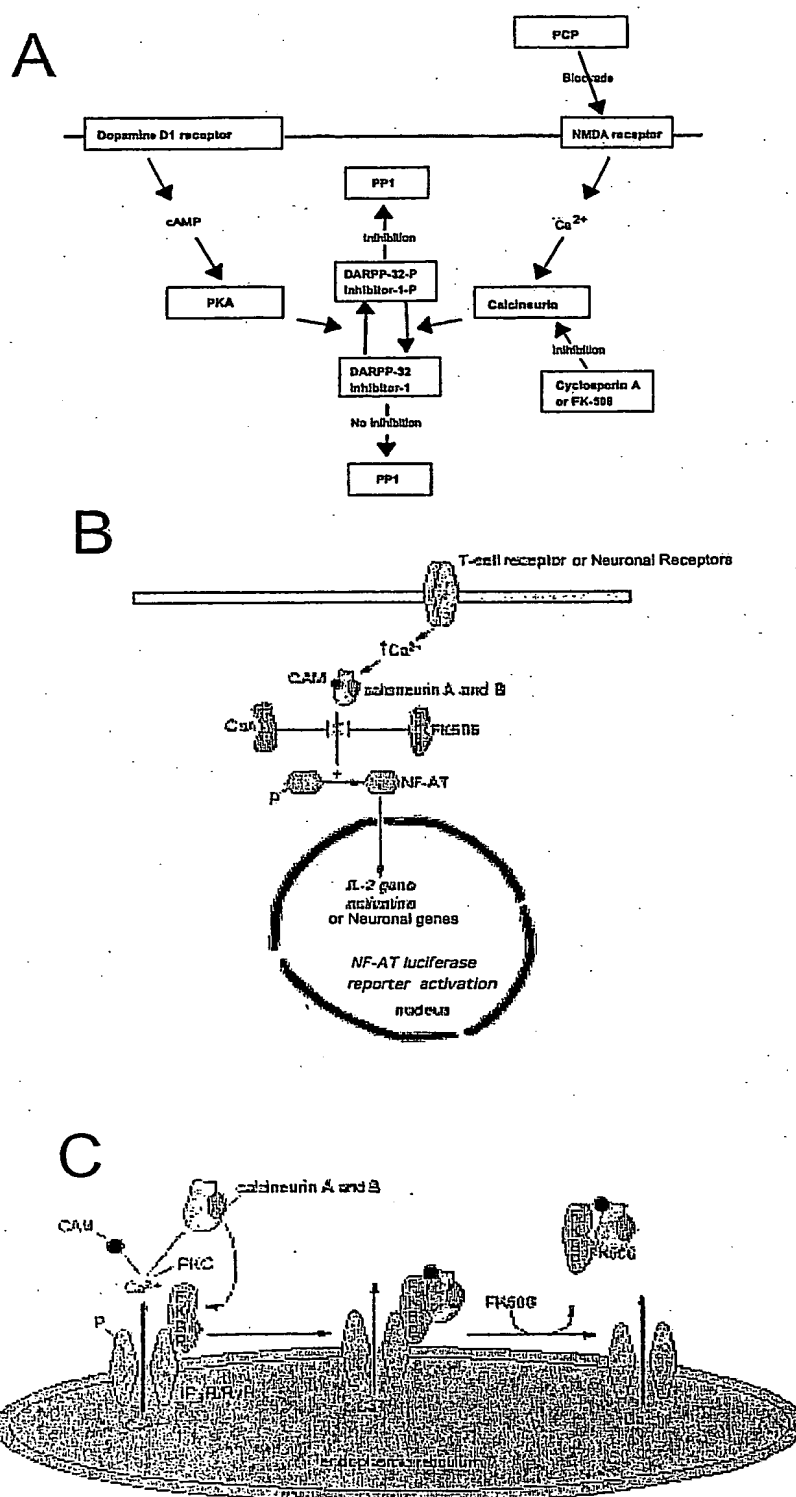 A
PCP
Blockade
Dopamine D1 receptor
NMDA receptor
PP1
cAMP
Ca2+
Inhibition
DARPP-32-P
Inhibitor-1-P
PKA
Calcineurin
Inhibition
DARPP-32
Inhibitor-1
Cyclosporin A
or FK-506
No Inhibition
PP1
B
T-cell receptor or Neuronal Receptors
↑Ca2+
CAM
calcineurin A and B
CsA
FK506
+
P
NF-AT
IL-2 gene
activation
or Neuronal genes
NF-AT luciferase
reporter activation
nucleus
C
calcineurin A and B
CAM
PKC
Ca2+
FK506
FK506
P
endoplasmic reticulum